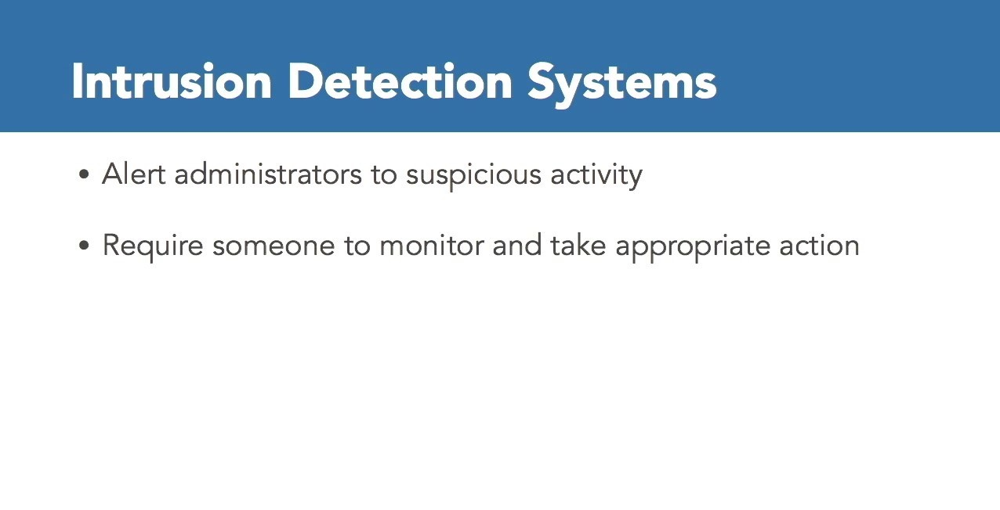 Intrusion Detection Systems
• Alert administrators to suspicious activity
• Require someone to monitor and take appropriate action